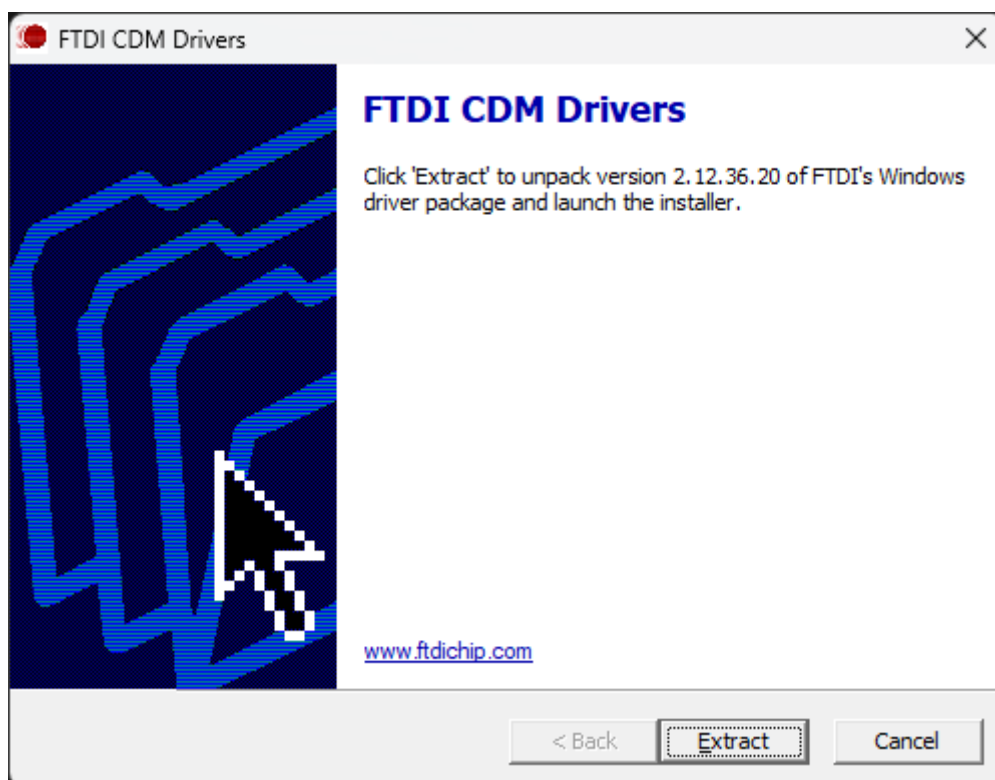 FTDI CDM Drivers
FTDI CDM Drivers
Click 'Extract' to unpack version 2.12.36.20 of FTDI's Windows
driver package and launch the installer.
www.ftdichip.com
< Back
Extract
Cancel